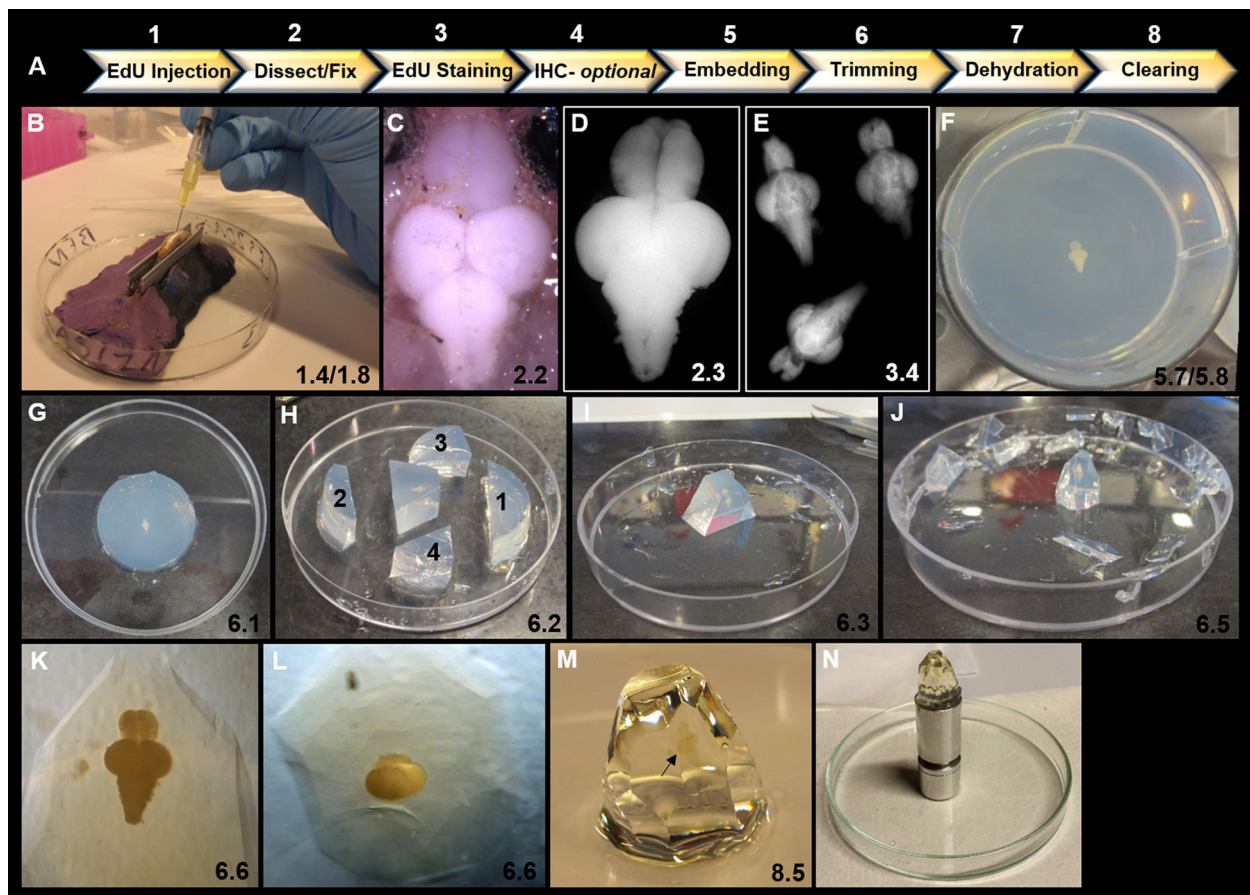 1 2 3 4 5 6 7 8
A EdU Injection Dissect/Fix EdU Staining IHC- optional Embedding Trimming Dehydration Clearing
B C D E F
1.4/1.8 2.2 2.3 3.4 5.7/5.8
G H I J
3
2 1
4
6.1 6.2 6.3 6.5
K L M N
6.6 6.6 8.5